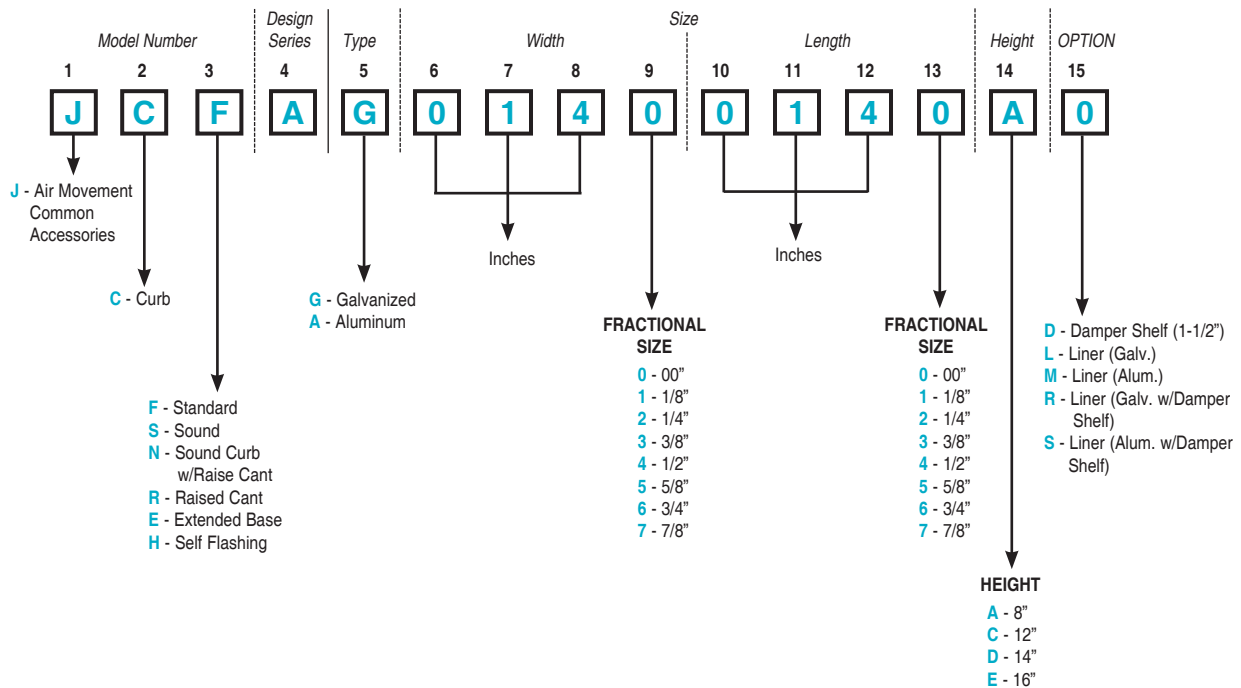 Model Number
Design
Series
Type
Size
Width
Length
Height
OPTION
1 2 3 4 5 6 7 8 9 10 11 12 13 14 15
J C F A G 0 1 4 0 0 1 4 0 A 0
J - Air Movement
Common
Accessories
C - Curb
F - Standard
S - Sound
N - Sound Curb
w/Raise Cant
R - Raised Cant
E - Extended Base
H - Self Flashing
G - Galvanized
A - Aluminum
Inches
FRACTIONAL
SIZE
0 - 00”
1 - 1/8”
2 - 1/4”
3 - 3/8”
4 - 1/2”
5 - 5/8”
6 - 3/4”
7 - 7/8”
Inches
FRACTIONAL
SIZE
0 - 00”
1 - 1/8”
2 - 1/4”
3 - 3/8”
4 - 1/2”
5 - 5/8”
6 - 3/4”
7 - 7/8”
HEIGHT
A - 8”
C - 12”
D - 14”
E - 16”
D - Damper Shelf (1-1/2”)
L - Liner (Galv.)
M - Liner (Alum.)
R - Liner (Galv. w/Damper
Shelf)
S - Liner (Alum. w/Damper
Shelf)